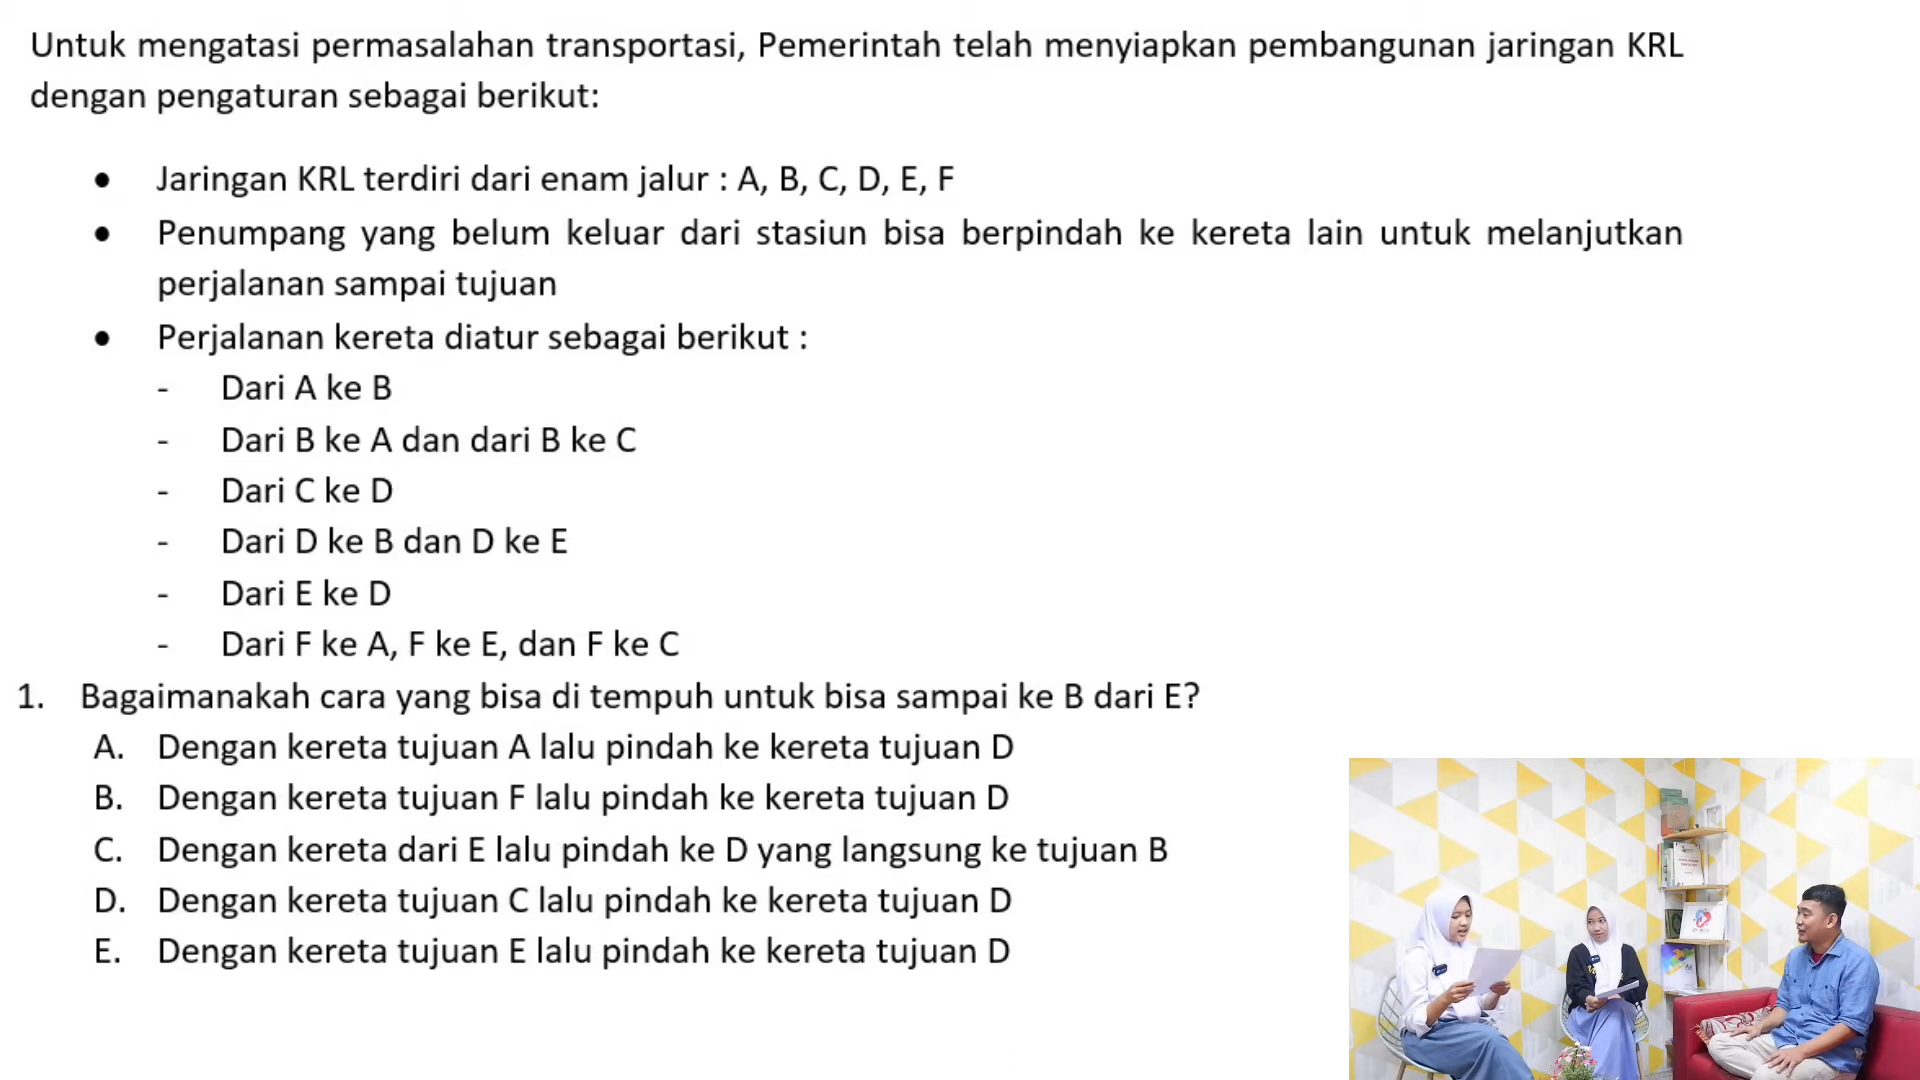 Untuk mengatasi permasalahan transportasi, Pemerintah telah menyiapkan pembangunan jaringan KRL
dengan pengaturan sebagai berikut:
• Jaringan KRL terdiri dari enam jalur : A, B, C, D, E, F
• Penumpang yang belum keluar dari stasiun bisa berpindah ke kereta lain untuk melanjutkan
perjalanan sampai tujuan
• Perjalanan kereta diatur sebagai berikut :
- Dari A ke B
- Dari B ke A dan dari B ke C
- Dari C ke D
- Dari D ke B dan D ke E
- Dari E ke D
- Dari F ke A, F ke E, dan F ke C
1. Bagaimanakah cara yang bisa di tempuh untuk bisa sampai ke B dari E?
A. Dengan kereta tujuan A lalu pindah ke kereta tujuan D
B. Dengan kereta tujuan F lalu pindah ke kereta tujuan D
C. Dengan kereta dari E lalu pindah ke D yang langsung ke tujuan B
D. Dengan kereta tujuan C lalu pindah ke kereta tujuan D
E. Dengan kereta tujuan E lalu pindah ke kereta tujuan D